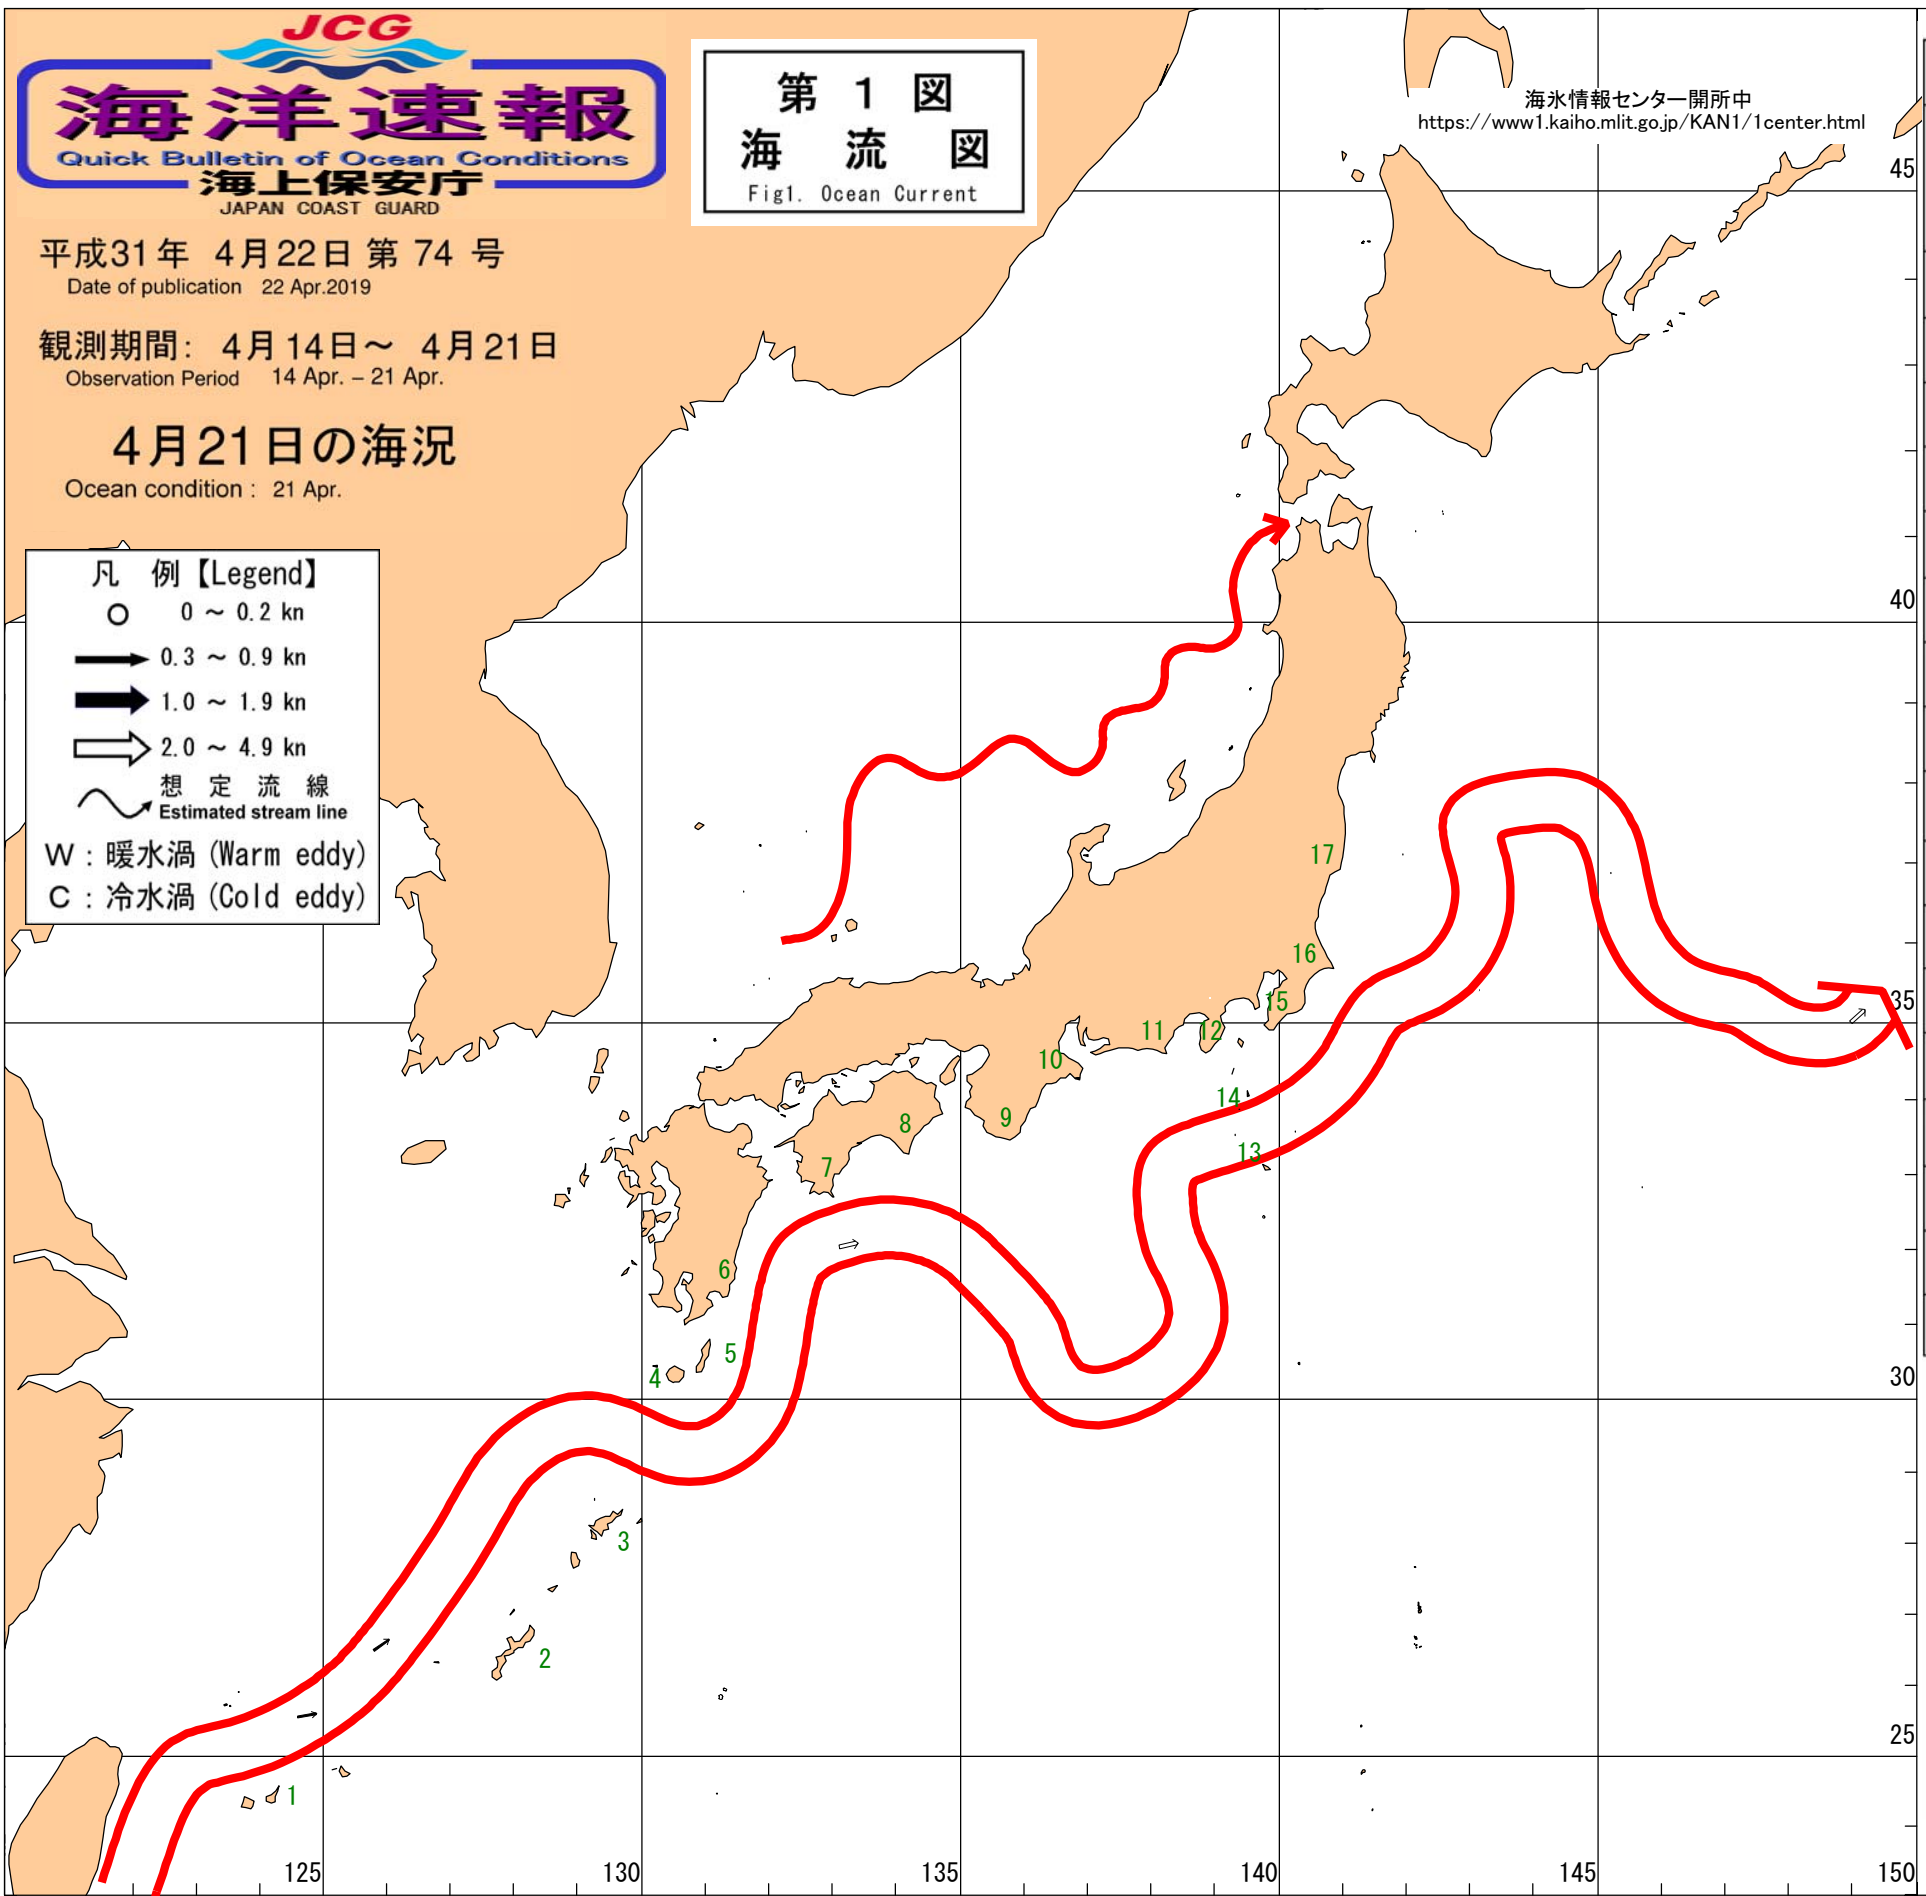 JCG
海洋速報
Quick Bulletin of Ocean Conditions
海上保安庁
JAPAN COAST GUARD
平成31年 4月22日 第 74 号
Date of publication 22 Apr.2019
観測期間： 4月14日～ 4月21日
Observation Period 14 Apr. – 21 Apr.
4月21日の海況
Ocean condition : 21 Apr.
第 1 図
海 流 図
Fig1. Ocean Current
海氷情報センター開所中
https://www1.kaiho.mlit.go.jp/KAN1/1center.html
凡 例【Legend】
0 ～ 0.2 kn
0.3 ～ 0.9 kn
1.0 ～ 1.9 kn
2.0 ～ 4.9 kn
想 定 流 線
Estimated stream line
W : 暖水渦 (Warm eddy)
C : 冷水渦 (Cold eddy)
45
40
17
16
35
15
11
12
10
14
9
8
13
7
6
5
4
30
3
2
25
1
125
130
135
140
145
150